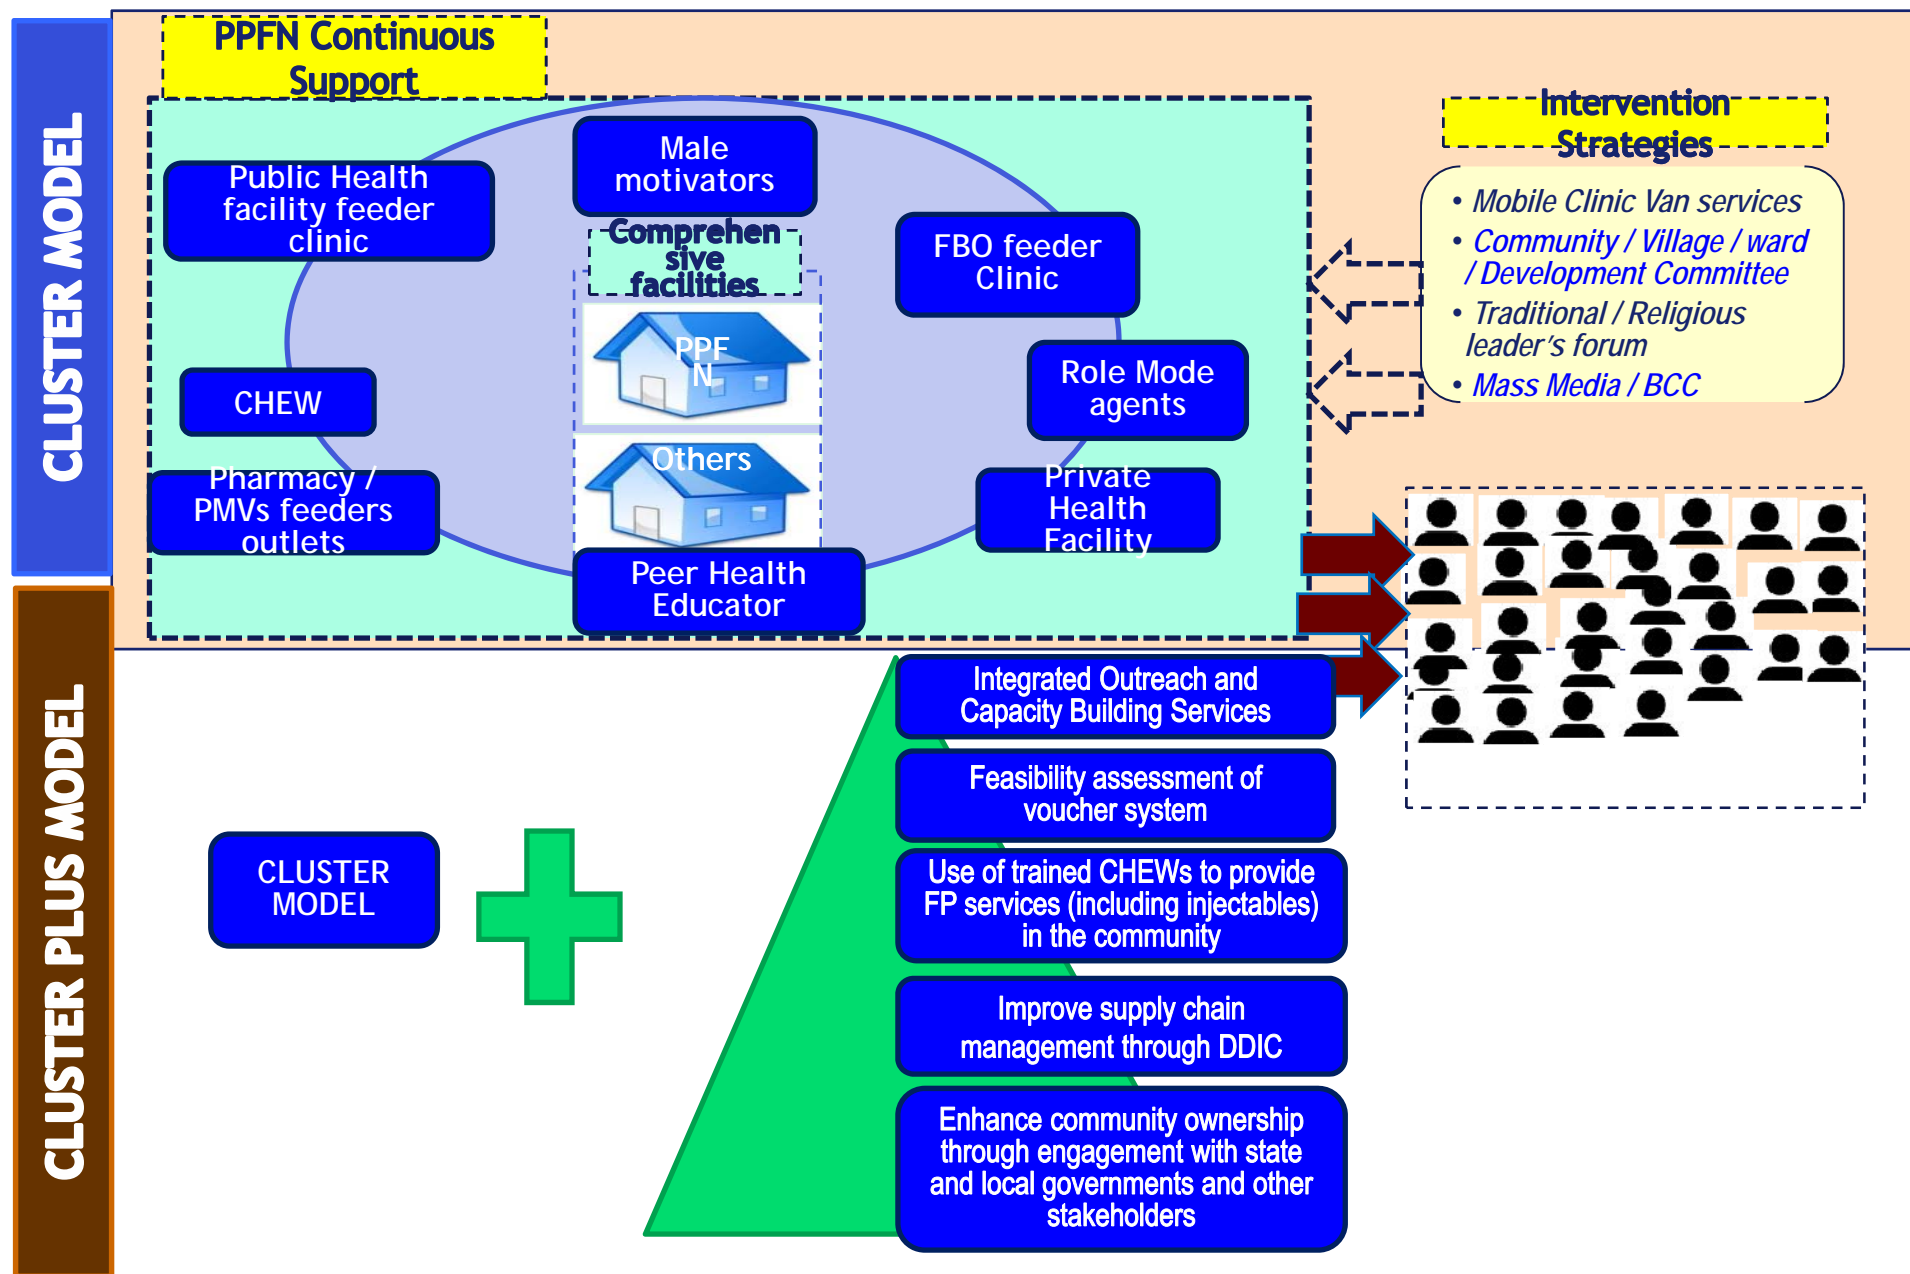 CLUSTER MODEL
PPFN Continuous
Support
Male
motivators
Public Health
facility feeder
clinic
Comprehen
sive
facilities
FBO feeder
Clinic
PPF
N
CHEW
Role Mode
agents
Others
Pharmacy /
PMVs feeders
outlets
Private
Health
Facility
Peer Health
Educator
Intervention
Strategies
• Mobile Clinic Van services
• Community / Village / ward
/ Development Committee
• Traditional / Religious
leader's forum
• Mass Media / BCC
CLUSTER PLUS MODEL
CLUSTER
MODEL
Integrated Outreach and
Capacity Building Services
Feasibility assessment of
voucher system
Use of trained CHEWs to provide
FP services (including injectables)
in the community
Improve supply chain
management through DDIC
Enhance community ownership
through engagement with state
and local governments and other
stakeholders